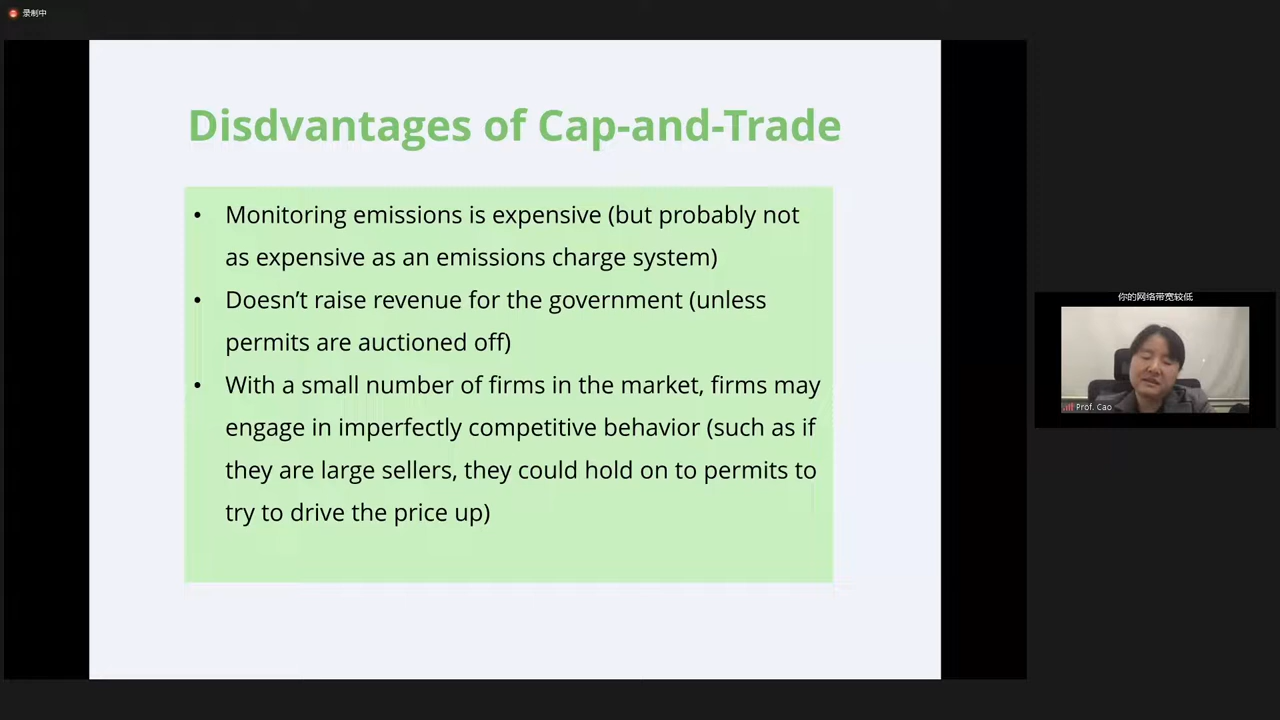 录制中
Disdvantages of Cap-and-Trade
• Monitoring emissions is expensive (but probably not
as expensive as an emissions charge system)
• Doesn’t raise revenue for the government (unless
permits are auctioned off)
• With a small number of firms in the market, firms may
engage in imperfectly competitive behavior (such as if
they are large sellers, they could hold on to permits to
try to drive the price up)
你的网络带宽较低
Prof. Cao